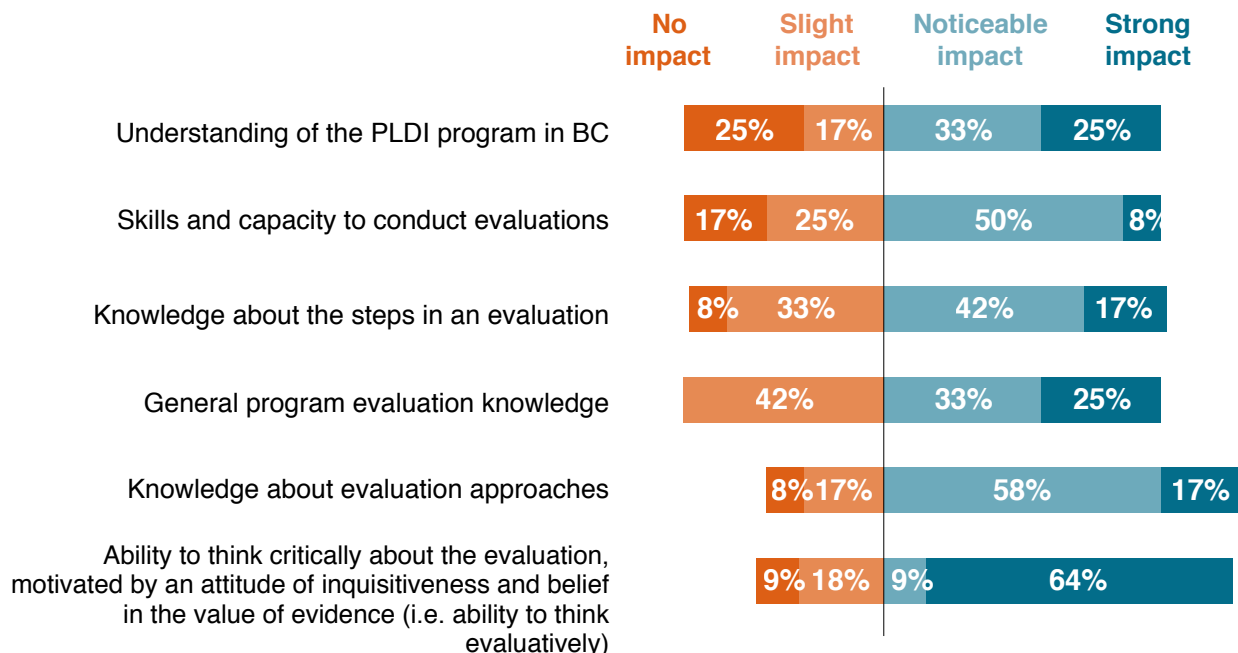 No impact
Slight impact
Noticeable impact
Strong impact
Understanding of the PLDI program in BC
25% 17% 33% 25%
Skills and capacity to conduct evaluations
17% 25% 50% 8%
Knowledge about the steps in an evaluation
8% 33% 42% 17%
General program evaluation knowledge
42% 33% 25%
Knowledge about evaluation approaches
8% 17% 58% 17%
Ability to think critically about the evaluation,
motivated by an attitude of inquisitiveness and belief
in the value of evidence (i.e. ability to think
evaluatively)
9% 18% 9% 64%